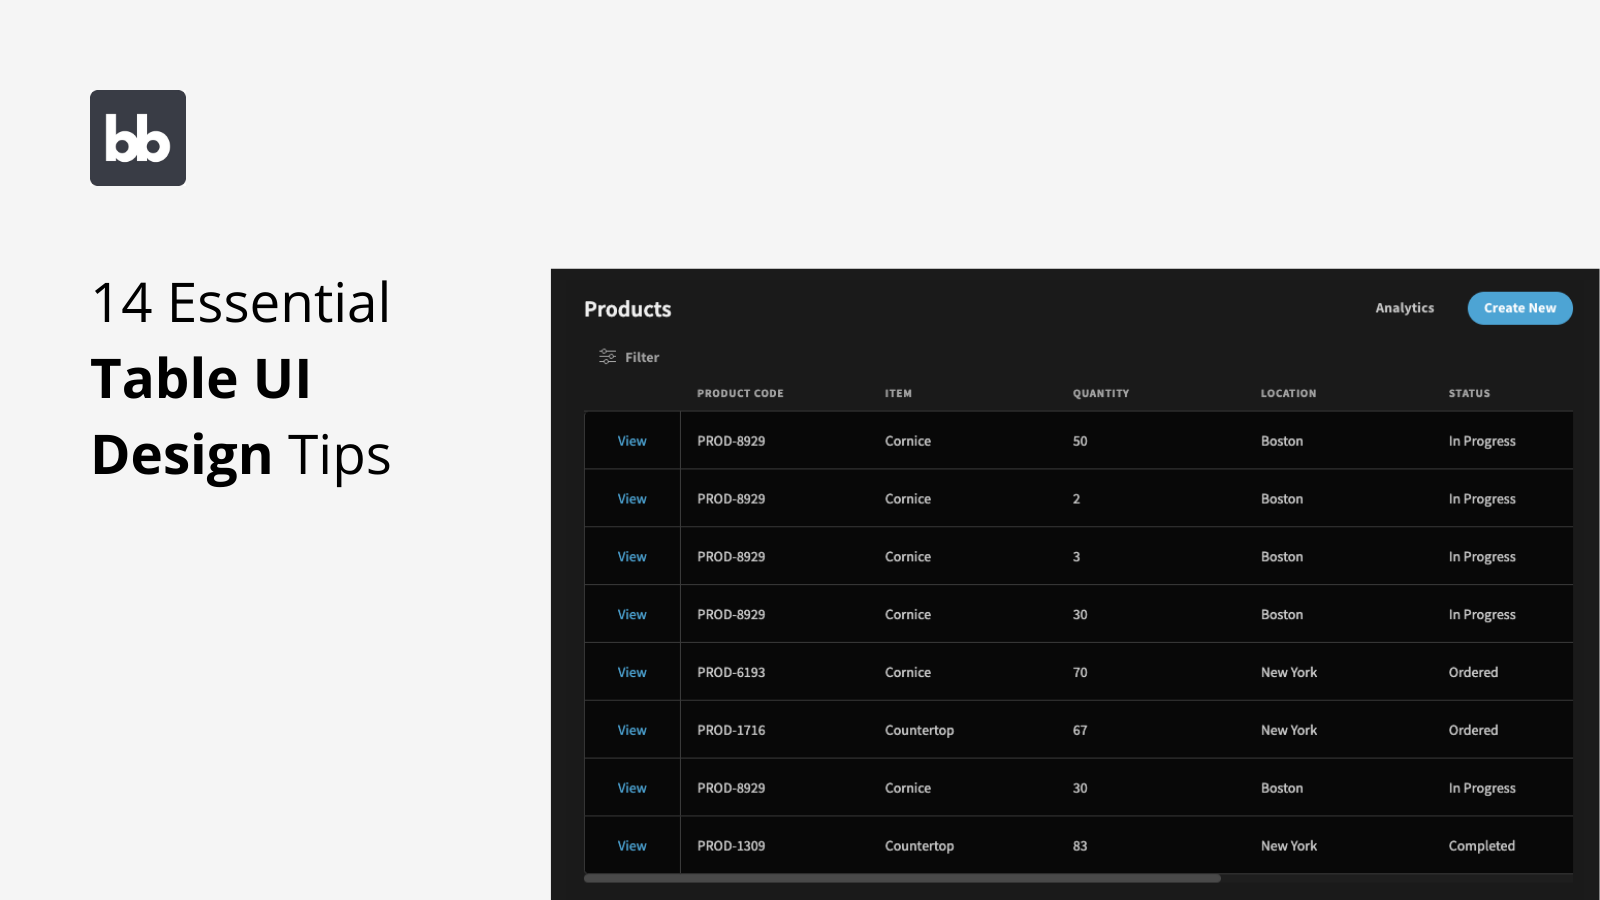 bb
14 Essential
Table UI
Design Tips
Products
Analytics
Create New
Filter
PRODUCT CODE ITEM QUANTITY LOCATION STATUS
View PROD-8929 Cornice 50 Boston In Progress
View PROD-8929 Cornice 2 Boston In Progress
View PROD-8929 Cornice 3 Boston In Progress
View PROD-8929 Cornice 30 Boston In Progress
View PROD-6193 Cornice 70 New York Ordered
View PROD-1716 Countertop 67 New York Ordered
View PROD-8929 Cornice 30 Boston In Progress
View PROD-1309 Countertop 83 New York Completed